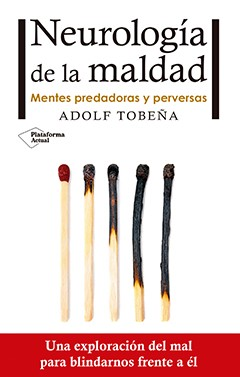 Neurología
de la maldad
Mentes predadoras y perversas
ADOLF TOBEÑA
Plataforma
Actual
Una exploración del mal
para blindarnos frente a él